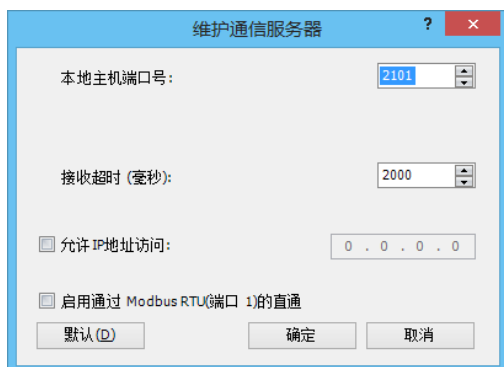 维护通信服务器 ?
本地主机端口号: 2101
接收超时 (毫秒): 2000
允许 IP地址访问: 0 . 0 . 0 . 0
启用通过 Modbus RTU(端口 1)的直通
默认(D) 确定 取消